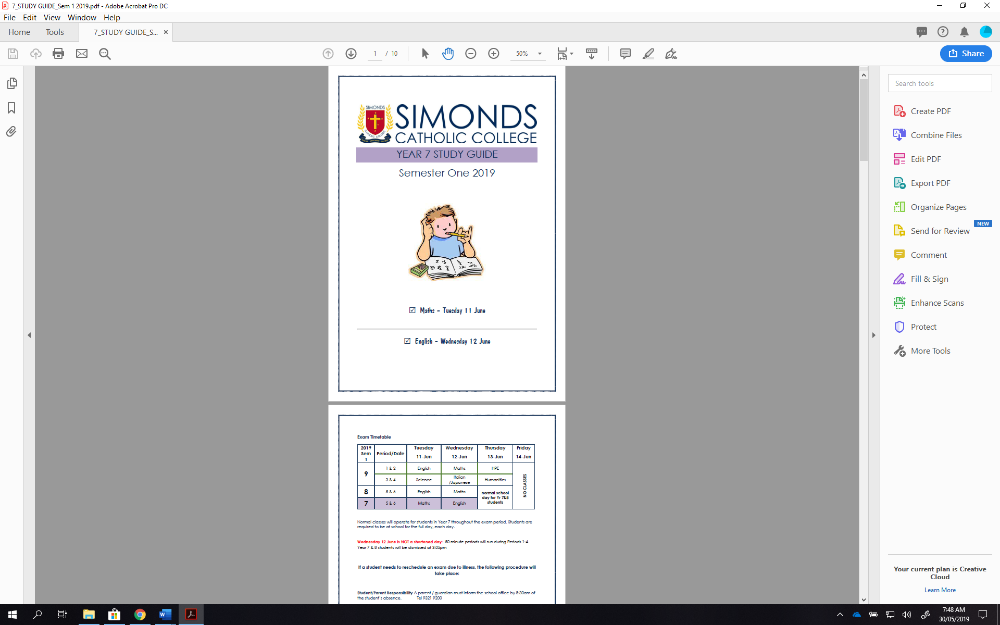 7_STUDY GUIDE_Sem 1 2019.pdf - Adobe Acrobat Pro DC
File Edit View Window Help
Home Tools 7_STUDY GUIDE_S...
1 / 10 50% Share
Search tools
Create PDF
Combine Files
Edit PDF
Export PDF
Organize Pages
Send for Review NEW
Comment
Fill & Sign
Enhance Scans
Protect
More Tools
Your current plan is Creative
Cloud
Learn More
SIMONDS
SIMONDS
CATHOLIC COLLEGE
YEAR 7 STUDY GUIDE
Semester One 2019
Maths - Tuesday 11 June
English - Wednesday 12 June
Exam Timetable
2019 Sem 1 Period/Date Tuesday 11-Jun Wednesday 12-Jun Thursday 13-Jun Friday 14-Jun
9 1 & 2 English Maths HPE NO CLASSES
3 & 4 Science Italian /Japanese Humanities
8 5 & 6 English Maths normal school day for Yr 7&8 students
7 5 & 6 Maths English
Normal classes will operate for students in Year 7 throughout the exam period. Students are
required to be at school for the full day, each day.
Wednesday 12 June is NOT a shortened day: 50 minute periods will run during Periods 1-4.
Year 7 & 8 students will be dismissed at 3:05pm
If a student needs to reschedule an exam due to illness, the following procedure will
take place:
Student/Parent Responsibility A parent / guardian must inform the school office by 8:30am of
the student's absence. Tel 9321 9200
7:48 AM
30/05/2019